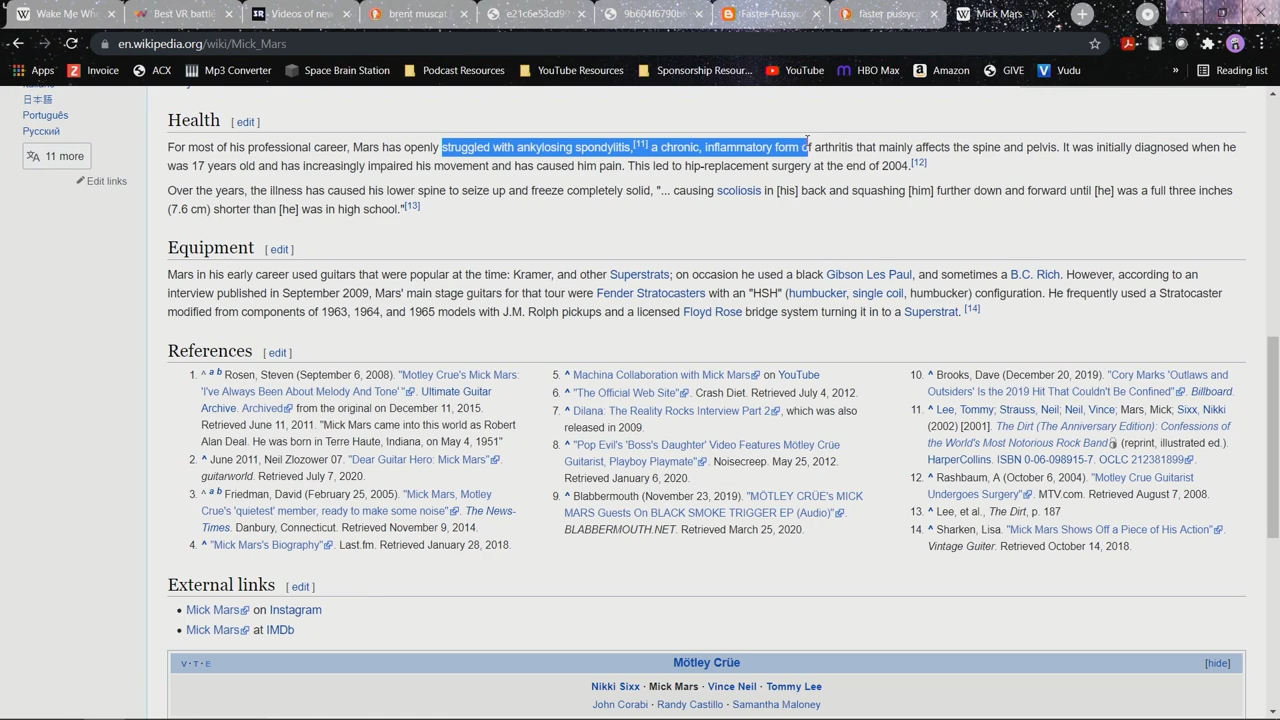 Wake Me Whe
Best VR battle
Videos of new
brent muscat
e21c6e53cd99
9b604f6790bc
Faster Pussyc
faster pussyca
Mick Mars - W
en.wikipedia.org/wiki/Mick_Mars
Apps
Invoice
ACX
Mp3 Converter
Space Brain Station
Podcast Resources
YouTube Resources
Sponsorship Resour...
YouTube
HBO Max
Amazon
GIVE
Vudu
»
Reading list
日本語
Português
Русский
11 more
Edit links
Health [ edit ]
For most of his professional career, Mars has openly struggled with ankylosing spondylitis,[11] a chronic, inflammatory form of arthritis that mainly affects the spine and pelvis. It was initially diagnosed when he
was 17 years old and has increasingly impaired his movement and has caused him pain. This led to hip-replacement surgery at the end of 2004.[12]
Over the years, the illness has caused his lower spine to seize up and freeze completely solid, "... causing scoliosis in [his] back and squashing [him] further down and forward until [he] was a full three inches
(7.6 cm) shorter than [he] was in high school."[13]
Equipment [ edit ]
Mars in his early career used guitars that were popular at the time: Kramer, and other Superstrats; on occasion he used a black Gibson Les Paul, and sometimes a B.C. Rich. However, according to an
interview published in September 2009, Mars' main stage guitars for that tour were Fender Stratocasters with an "HSH" (humbucker, single coil, humbucker) configuration. He frequently used a Stratocaster
modified from components of 1963, 1964, and 1965 models with J.M. Rolph pickups and a licensed Floyd Rose bridge system turning it in to a Superstrat. [14]
References [ edit ]
1. ^ a b Rosen, Steven (September 6, 2008). "Motley Crue's Mick Mars:
'I've Always Been About Melody And Tone' ". Ultimate Guitar
Archive. Archived from the original on December 11, 2015.
Retrieved June 11, 2011. "Mick Mars came into this world as Robert
Alan Deal. He was born in Terre Haute, Indiana, on May 4, 1951"
2. ^ June 2011, Neil Zlozower 07. "Dear Guitar Hero: Mick Mars".
guitarworld. Retrieved July 7, 2020.
3. ^ a b Friedman, David (February 25, 2005). "Mick Mars, Motley
Crue's 'quietest' member, ready to make some noise". The News-
Times. Danbury, Connecticut. Retrieved November 9, 2014.
4. ^ "Mick Mars's Biography". Last.fm. Retrieved January 28, 2018.
5. ^ Machina Collaboration with Mick Mars on YouTube
6. ^ "The Official Web Site". Crash Diet. Retrieved July 4, 2012.
7. ^ Dilana: The Reality Rocks Interview Part 2, which was also
released in 2009.
8. ^ "Pop Evil's 'Boss's Daughter' Video Features Mötley Crüe
Guitarist, Playboy Playmate". Noisecreep. May 25, 2012.
Retrieved January 6, 2020.
9. ^ Blabbermouth (November 23, 2019). "MÖTLEY CRÜE's MICK
MARS Guests On BLACK SMOKE TRIGGER EP (Audio)".
BLABBERMOUTH.NET. Retrieved March 25, 2020.
10. ^ Brooks, Dave (December 20, 2019). "Cory Marks 'Outlaws and
Outsiders' Is the 2019 Hit That Couldn't Be Confined". Billboard.
11. ^ Lee, Tommy; Strauss, Neil; Neil, Vince; Mars, Mick; Sixx, Nikki
(2002) [2001]. The Dirt (The Anniversary Edition): Confessions of
the World's Most Notorious Rock Band (reprint, illustrated ed.).
HarperCollins. ISBN 0-06-098915-7. OCLC 212381899.
12. ^ Rashbaum, A (October 6, 2004). "Motley Crue Guitarist
Undergoes Surgery". MTV.com. Retrieved August 7, 2008.
13. ^ Lee, et al., The Dirt, p. 187
14. ^ Sharken, Lisa. "Mick Mars Shows Off a Piece of His Action".
Vintage Guiter. Retrieved October 14, 2018.
External links [ edit ]
• Mick Mars on Instagram
• Mick Mars at IMDb
V · T · E
Mötley Crüe
[hide]
Nikki Sixx · Mick Mars · Vince Neil · Tommy Lee
John Corabi · Randy Castillo · Samantha Maloney